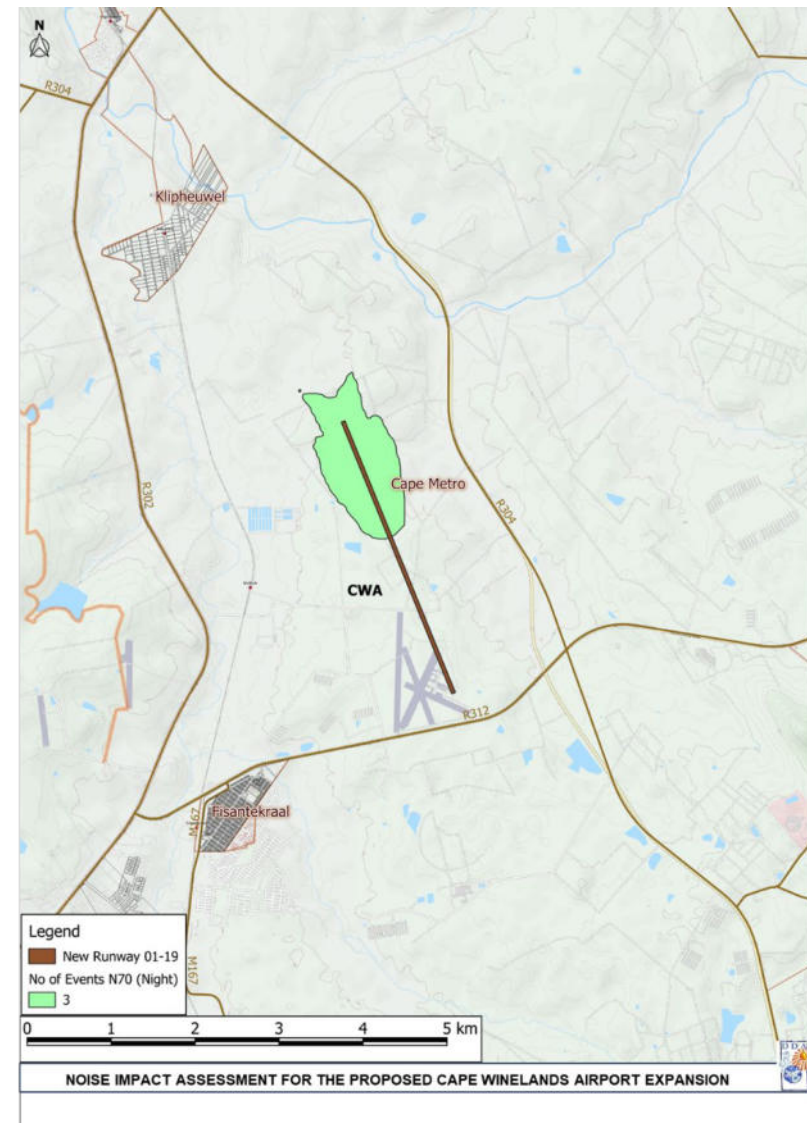 N
R304
Klipheuwel
Cape Metro
R302
R304
CWA
R312
Fisantekraal
M167
M167
Legend
New Runway 01-19
No of Events N70 (Night)
3
0 1 2 3 4 5 km
NOISE IMPACT ASSESSMENT FOR THE PROPOSED CAPE WINELANDS AIRPORT EXPANSION
DDA